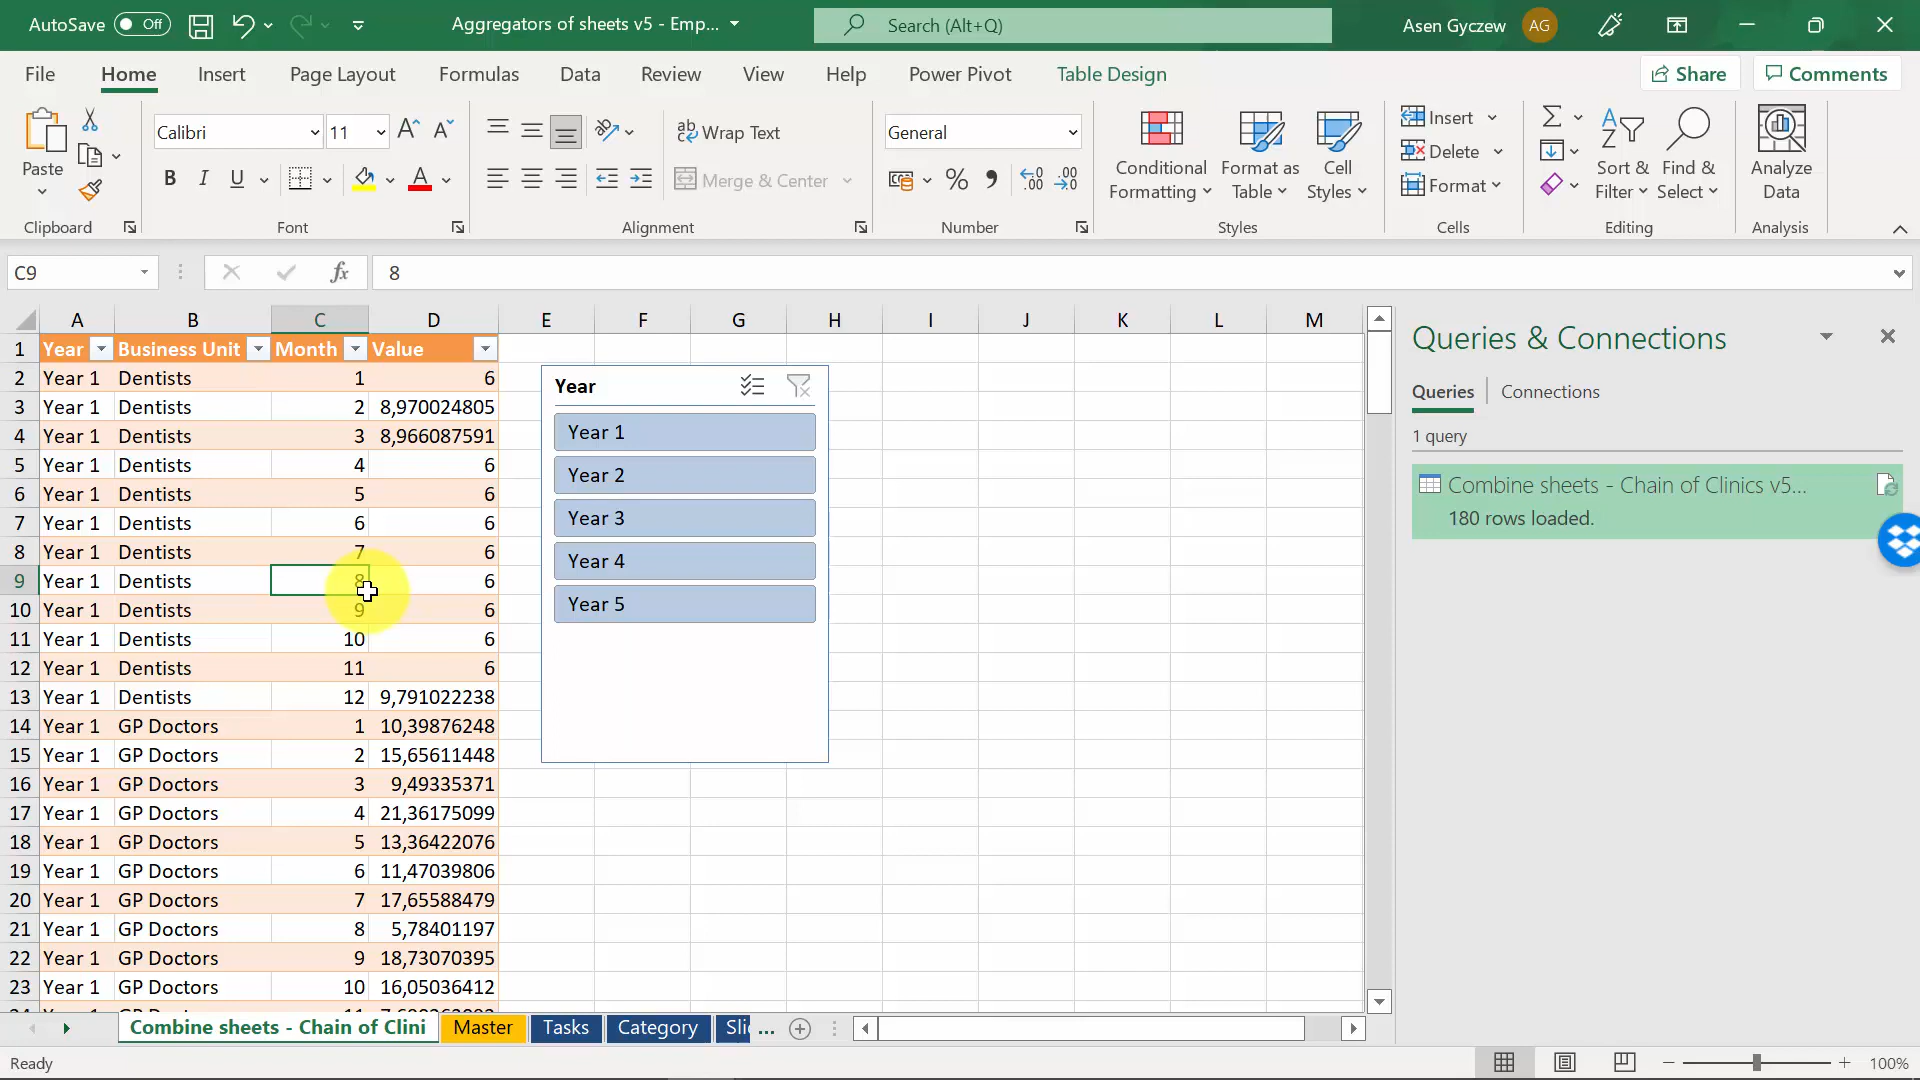 AutoSave Off Aggregators of sheets v5 - Emp... Search (Alt+Q) Asen Gyczew AG
File Home Insert Page Layout Formulas Data Review View Help Power Pivot Table Design Share Comments
Paste Calibri 11 Wrap Text General Conditional Formatting Format as Table Cell Styles Insert Sort & Filter Find & Select Analyze Data
B I U Merge & Center Delete
Format
Clipboard Font Alignment Number Styles Cells Editing Analysis
C9 fx 8
A B C D E F G H I J K L M
1 Year Business Unit Month Value
2 Year 1 Dentists 1 6
3 Year 1 Dentists 2 8,970024805
4 Year 1 Dentists 3 8,966087591
5 Year 1 Dentists 4 6
6 Year 1 Dentists 5 6
7 Year 1 Dentists 6 6
8 Year 1 Dentists 7 6
9 Year 1 Dentists 8 6
10 Year 1 Dentists 9 6
11 Year 1 Dentists 10 6
12 Year 1 Dentists 11 6
13 Year 1 Dentists 12 9,791022238
14 Year 1 GP Doctors 1 10,39876248
15 Year 1 GP Doctors 2 15,65611448
16 Year 1 GP Doctors 3 9,49335371
17 Year 1 GP Doctors 4 21,36175099
18 Year 1 GP Doctors 5 13,36422076
19 Year 1 GP Doctors 6 11,47039806
20 Year 1 GP Doctors 7 17,65588479
21 Year 1 GP Doctors 8 5,78401197
22 Year 1 GP Doctors 9 18,73070395
23 Year 1 GP Doctors 10 16,05036412
Year
Year 1
Year 2
Year 3
Year 4
Year 5
Queries & Connections
Queries Connections
1 query
Combine sheets - Chain of Clinics v5...
180 rows loaded.
Combine sheets - Chain of Clini Master Tasks Category Slic ...
Ready 100%